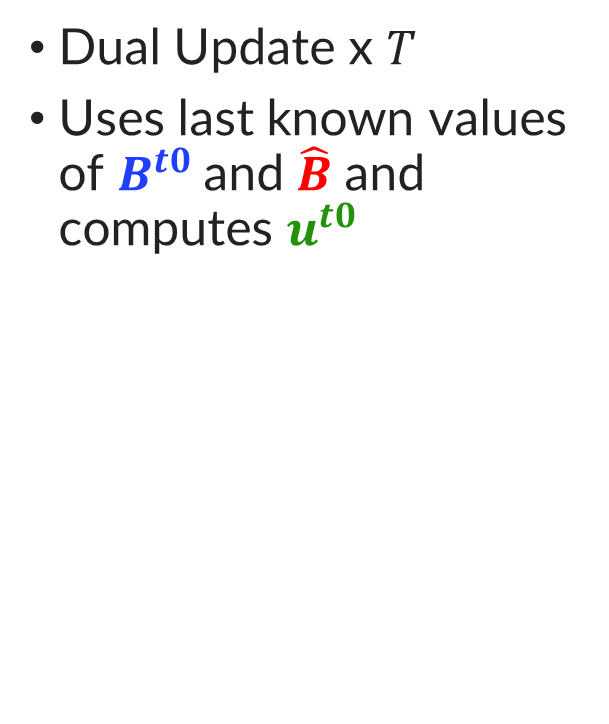 • Dual Update x T
• Uses last known values
of B^{t0} and B̂ and
computes u^{t0}